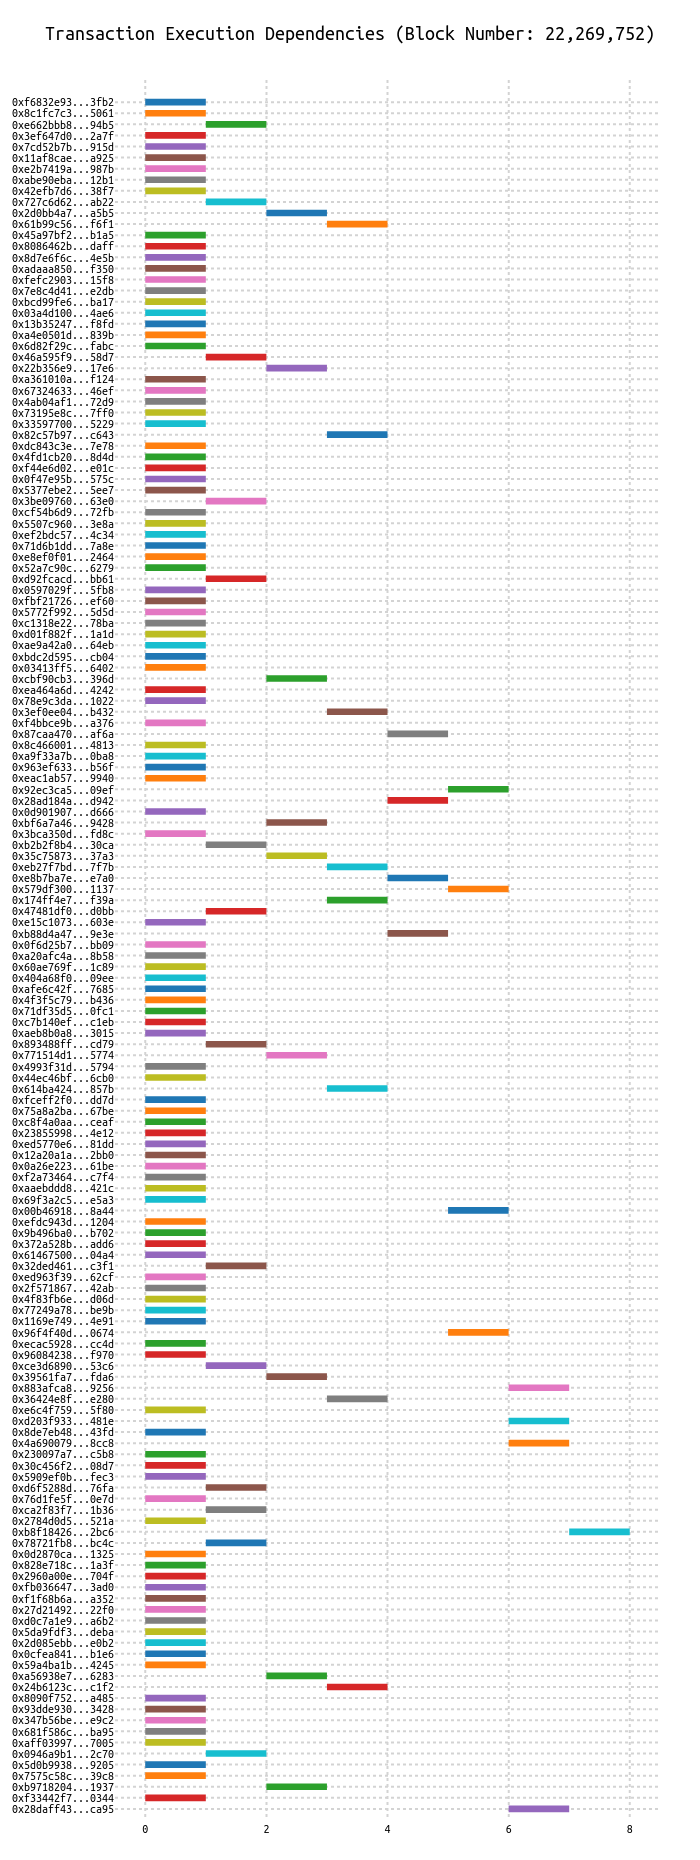 Transaction Execution Dependencies (Block Number: 22,269,752)
0xf6832e93...3fb2
0x8c1fc7c3...5061
0xe662bbb8...94b5
0x3ef647d0...2a7f
0x7cd52b7b...915d
0x11af8cae...a925
0xe2b7419a...987b
0xabe90eba...12b1
0x42efb7d6...38f7
0x727c6d62...ab22
0x2d0bb4a7...a5b5
0x61b99c56...f6f1
0x45a97bf2...b1a5
0x8086462b...daff
0x8d7e6f6c...4e5b
0xadaaa850...f350
0xfefc2903...15f8
0x7e8c4d41...e2db
0xbcd99fe6...ba17
0x03a4d100...4ae6
0x13b35247...f8fd
0xa4e0501d...839b
0x6d82f29c...fabc
0x46a595f9...58d7
0x22b356e9...17e6
0xa361010a...f124
0x67324633...46ef
0x4ab04af1...72d9
0x73195e8c...7ff0
0x33597700...5229
0x82c57b97...c643
0xdc843c3e...7e78
0x4fd1cb20...8d4d
0xf44e6d02...e01c
0x0f47e95b...575c
0x5377ebe2...5ee7
0x3be09760...63e0
0xcf54b6d9...72fb
0x5507c960...3e8a
0xef2bdc57...4c34
0x71d6b1dd...7a8e
0xe8ef0f01...2464
0x52a7c90c...6279
0xd92fcacd...bb61
0x0597029f...5fb8
0xfbf21726...ef60
0x5772f992...5d5d
0xc1318e22...78ba
0xd01f882f...1a1d
0xae9a42a0...64eb
0xbdc2d595...cb04
0x03413ff5...6402
0xcbf90cb3...396d
0xea464a6d...4242
0x78e9c3da...1022
0x3ef0ee04...b432
0xf4bbce9b...a376
0x87caa470...af6a
0x8c466001...4813
0xa9f33a7b...0ba8
0x963ef633...b56f
0xeac1ab57...9940
0x92ec3ca5...09ef
0x28ad184a...d942
0x0d901907...d666
0xbf6a7a46...9428
0x3bca350d...fd8c
0xb2b2f8b4...30ca
0x35c75873...37a3
0xeb27f7bd...7f7b
0xe8b7ba7e...e7a0
0x579df300...1137
0x174ff4e7...f39a
0x47481df0...d0bb
0xe15c1073...603e
0xb88d4a47...9e3e
0x0f6d25b7...bb09
0xa20afc4a...8b58
0x60ae769f...1c89
0x404a68f0...09ee
0xafe6c42f...7685
0x4f3f5c79...b436
0x71df35d5...0fc1
0xc7b140ef...c1eb
0xaeb8b0a8...3015
0x893488ff...cd79
0x771514d1...5774
0x4993f31d...5794
0x44ec46bf...6cb0
0x614ba424...857b
0xfceff2f0...dd7d
0x75a8a2ba...67be
0xc8f4a0aa...ceaf
0x23855998...4e12
0xed5770e6...81dd
0x12a20a1a...2bb0
0x0a26e223...61be
0xf2a73464...c7f4
0xaaebddd8...421c
0x69f3a2c5...e5a3
0x00b46918...8a44
0xefdc943d...1204
0x9b496ba0...b702
0x372a528b...add6
0x61467500...04a4
0x32ded461...c3f1
0xed963f39...62cf
0x2f571867...42ab
0x4f83fb6e...d06d
0x77249a78...be9b
0x1169e749...4e91
0x96f4f40d...0674
0xecac5928...cc4d
0x96084238...f970
0xce3d6890...53c6
0x39561fa7...fda6
0x883afca8...9256
0x36424e8f...e280
0xe6c4f759...5f80
0xd203f933...481e
0x8de7eb48...43fd
0x4a690079...8cc8
0x230097a7...c5b8
0x30c456f2...08d7
0x5909ef0b...fec3
0xd6f5288d...76fa
0x76d1fe5f...0e7d
0xca2f83f7...1b36
0x2784d0d5...521a
0xb8f18426...2bc6
0x78721fb8...bc4c
0x0d2870ca...1325
0x828e718c...1a3f
0x2960a00e...704f
0xfb036647...3ad0
0xf1f68b6a...a352
0x27d21492...22f0
0xd0c7a1e9...a6b2
0x5da9fdf3...deba
0x2d085ebb...e0b2
0x0cfea841...b1e6
0x59a4ba1b...4245
0xa56938e7...6283
0x24b6123c...c1f2
0x8090f752...a485
0x93dde930...3428
0x347b56be...e9c2
0x681f586c...ba95
0xaff03997...7005
0x0946a9b1...2c70
0x5d0b9938...9205
0x7575c58c...39c8
0xb9718204...1937
0xf33442f7...0344
0x28daff43...ca95
0 2 4 6 8